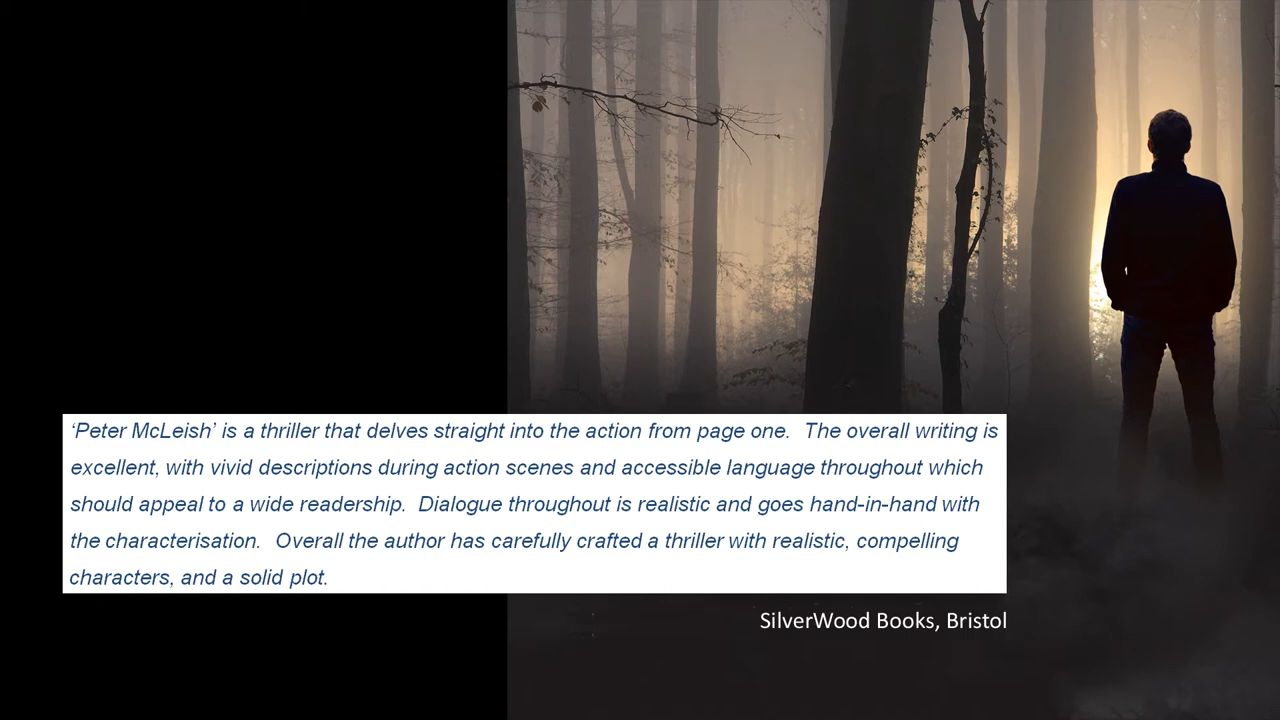 ‘Peter McLeish’ is a thriller that delves straight into the action from page one.  The overall writing is
excellent, with vivid descriptions during action scenes and accessible language throughout which
should appeal to a wide readership.  Dialogue throughout is realistic and goes hand-in-hand with
the characterisation.  Overall the author has carefully crafted a thriller with realistic, compelling
characters, and a solid plot.
SilverWood Books, Bristol